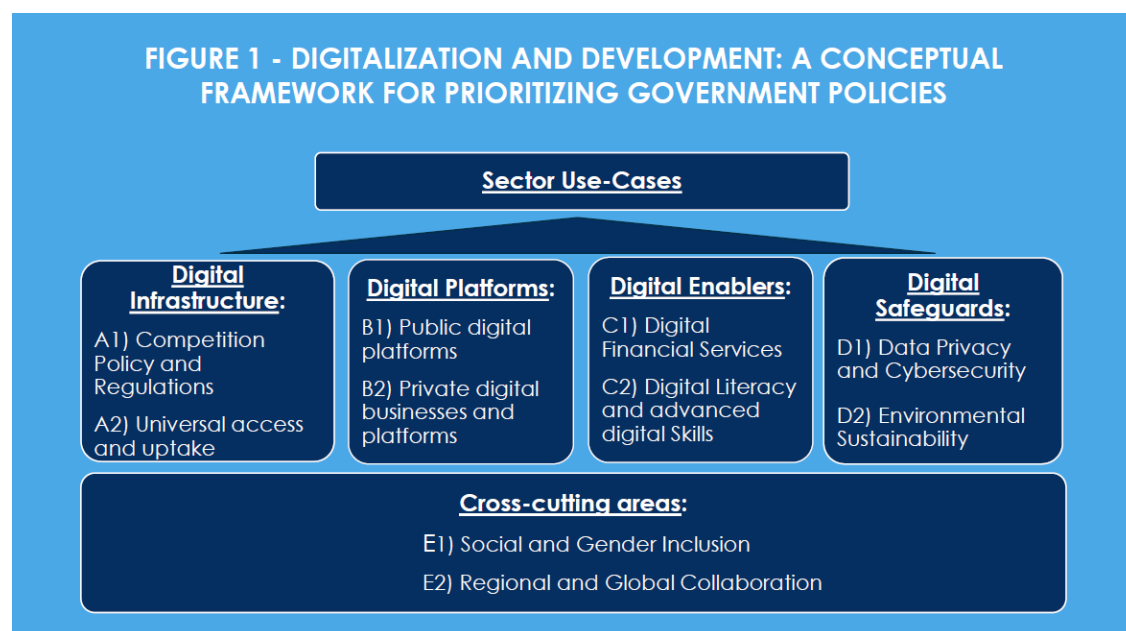 FIGURE 1 - DIGITALIZATION AND DEVELOPMENT: A CONCEPTUAL
FRAMEWORK FOR PRIORITIZING GOVERNMENT POLICIES
Sector Use-Cases
Digital
Infrastructure:
A1) Competition
Policy and
Regulations
A2) Universal access
and uptake
Digital Platforms:
B1) Public digital
platforms
B2) Private digital
businesses and
platforms
Digital Enablers:
C1) Digital
Financial Services
C2) Digital Literacy
and advanced
digital Skills
Digital
Safeguards:
D1) Data Privacy
and Cybersecurity
D2) Environmental
Sustainability
Cross-cutting areas:
E1) Social and Gender Inclusion
E2) Regional and Global Collaboration